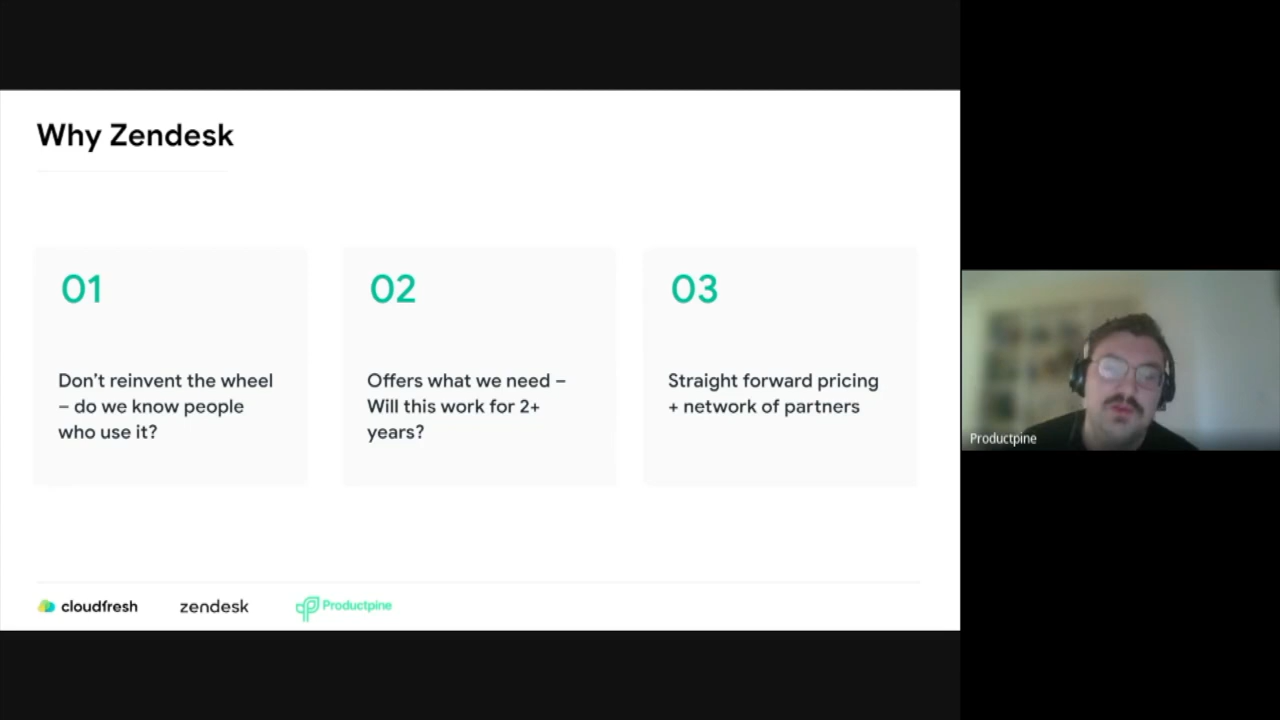 Why Zendesk
01
Don’t reinvent the wheel
– do we know people
who use it?
02
Offers what we need –
Will this work for 2+
years?
03
Straight forward pricing
+ network of partners
cloudfresh
zendesk
Productpine
Productpine